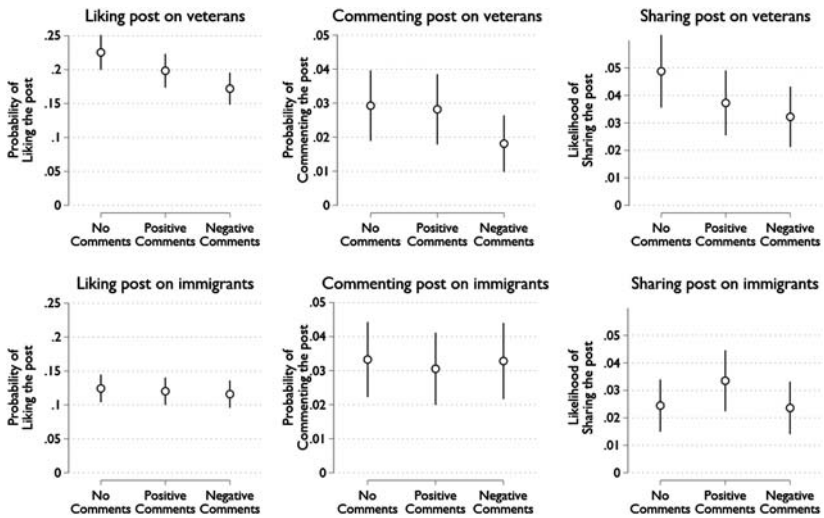 Liking post on veterans
Probability of
Liking the post
.25
.2
.15
.1
.05
0
No
Comments
Positive
Comments
Negative
Comments
Commenting post on veterans
Probability of
Commenting the post
.05
.04
.03
.02
.01
0
No
Comments
Positive
Comments
Negative
Comments
Sharing post on veterans
Likelihood of
Sharing the post
.05
.04
.03
.02
.01
0
No
Comments
Positive
Comments
Negative
Comments
Liking post on immigrants
Probability of
Liking the post
.25
.2
.15
.1
.05
0
No
Comments
Positive
Comments
Negative
Comments
Commenting post on immigrants
Probability of
Commenting the post
.05
.04
.03
.02
.01
0
No
Comments
Positive
Comments
Negative
Comments
Sharing post on immigrants
Likelihood of
Sharing the post
.05
.04
.03
.02
.01
0
No
Comments
Positive
Comments
Negative
Comments